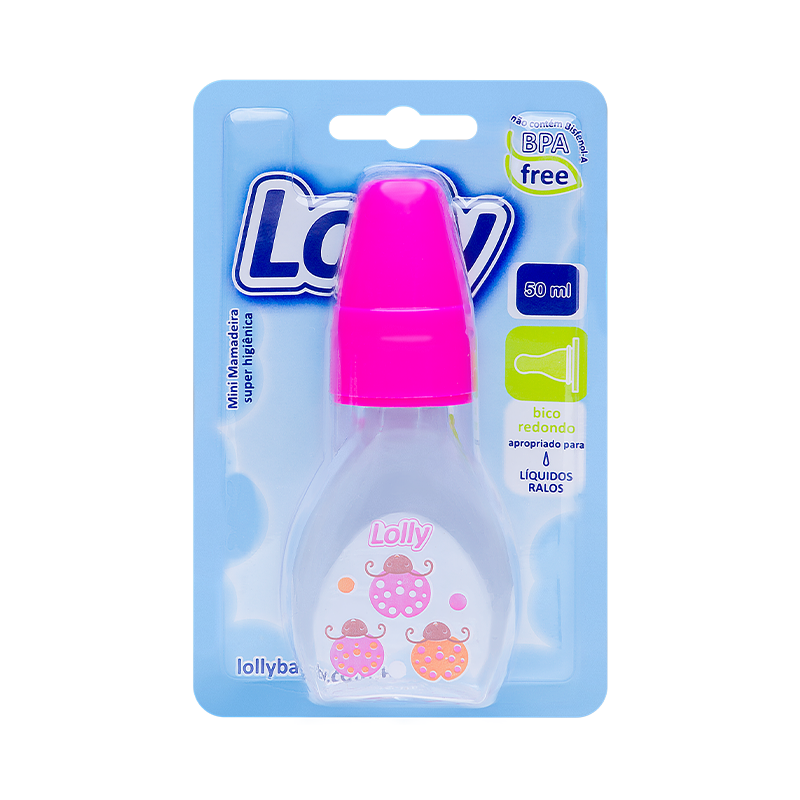 não contém Bisfenol-A
BPA
free
50 ml
Mini Mamadeira
super higiênica
bico
redondo
apropriado para
LÍQUIDOS
RALOS
Lolly